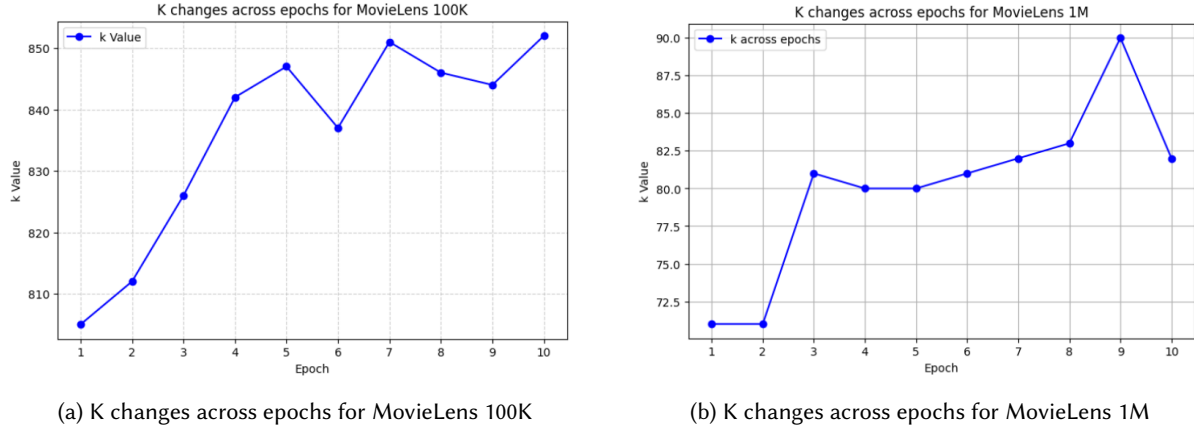 K changes across epochs for MovieLens 100K
k Value
850
840
830
820
810
k Value
1 2 3 4 5 6 7 8 9 10
Epoch
(a) K changes across epochs for MovieLens 100K
K changes across epochs for MovieLens 1M
k across epochs
90.0
87.5
85.0
82.5
80.0
77.5
75.0
72.5
k Value
1 2 3 4 5 6 7 8 9 10
Epoch
(b) K changes across epochs for MovieLens 1M